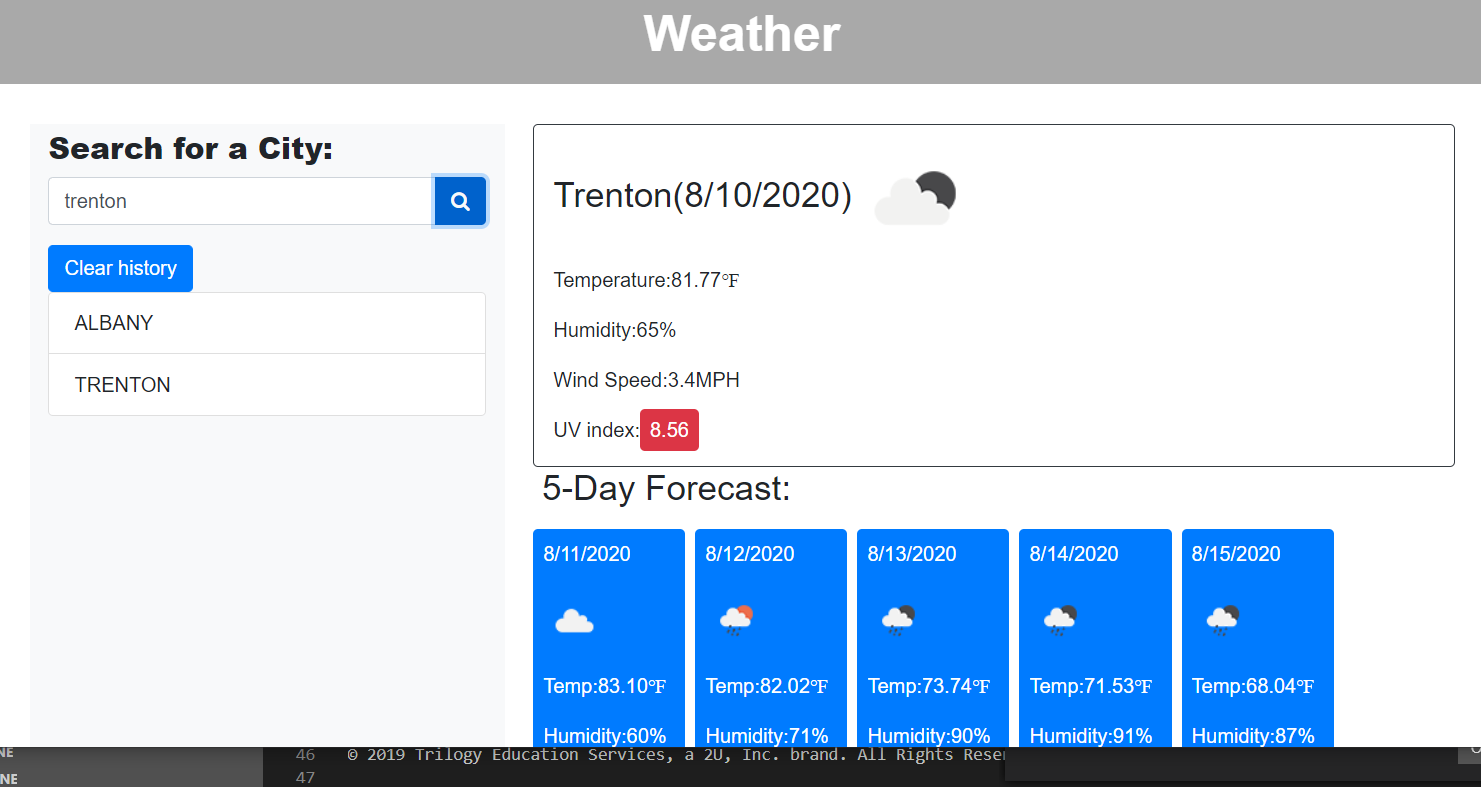 Weather
Search for a City:
trenton
Clear history
ALBANY
TRENTON
Trenton(8/10/2020)
Temperature:81.77℉
Humidity:65%
Wind Speed:3.4MPH
UV index:8.56
5-Day Forecast:
8/11/2020 8/12/2020 8/13/2020 8/14/2020 8/15/2020
Temp:83.10℉ Temp:82.02℉ Temp:73.74℉ Temp:71.53℉ Temp:68.04℉
Humidity:60% Humidity:71% Humidity:90% Humidity:91% Humidity:87%
NE 46 © 2019 Trilogy Education Services, a 2U, Inc. brand. All Rights
NE 47